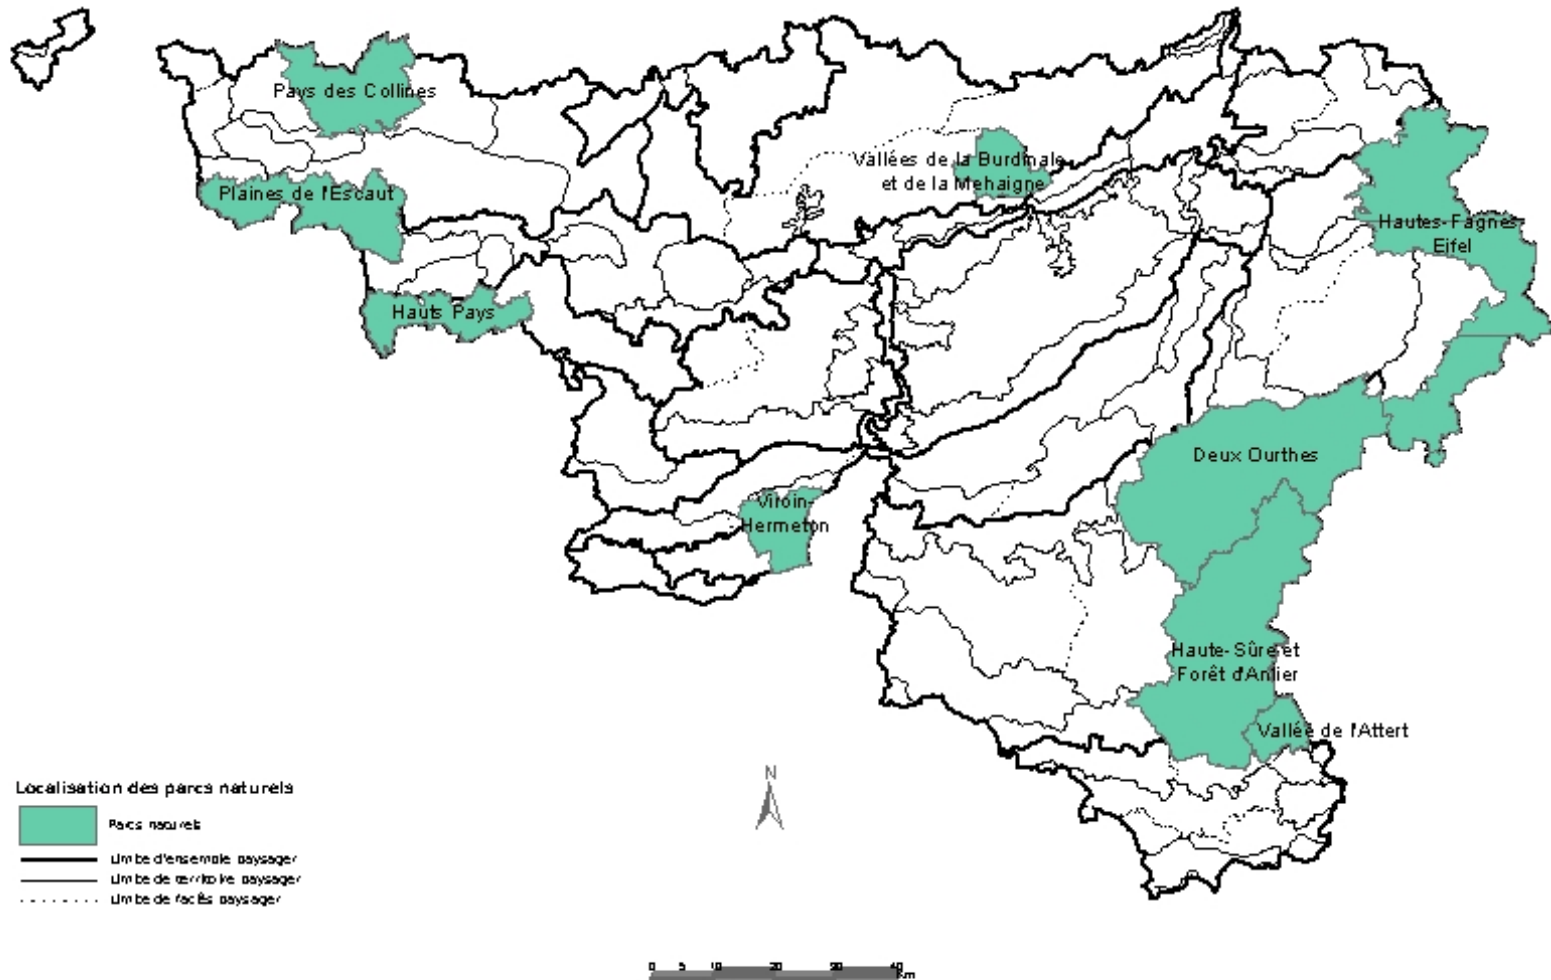 Pays des Collines
Plaines de l'Escaut
Vallées de la Burdinale
et de la Mehaigne
Hautes-Fagnes
Eifel
Hauts Pays
Deux Ourthes
Viroin-
Hermeton
Haute-Sûre et
Forêt d'Anlier
Vallée de l'Attert
N
Localisation des parcs naturels
Parcs naturels
Limite d'ensemble paysager
Limite de territoire paysager
Limite de faciès paysager
0 5 10 20 30 40
Km